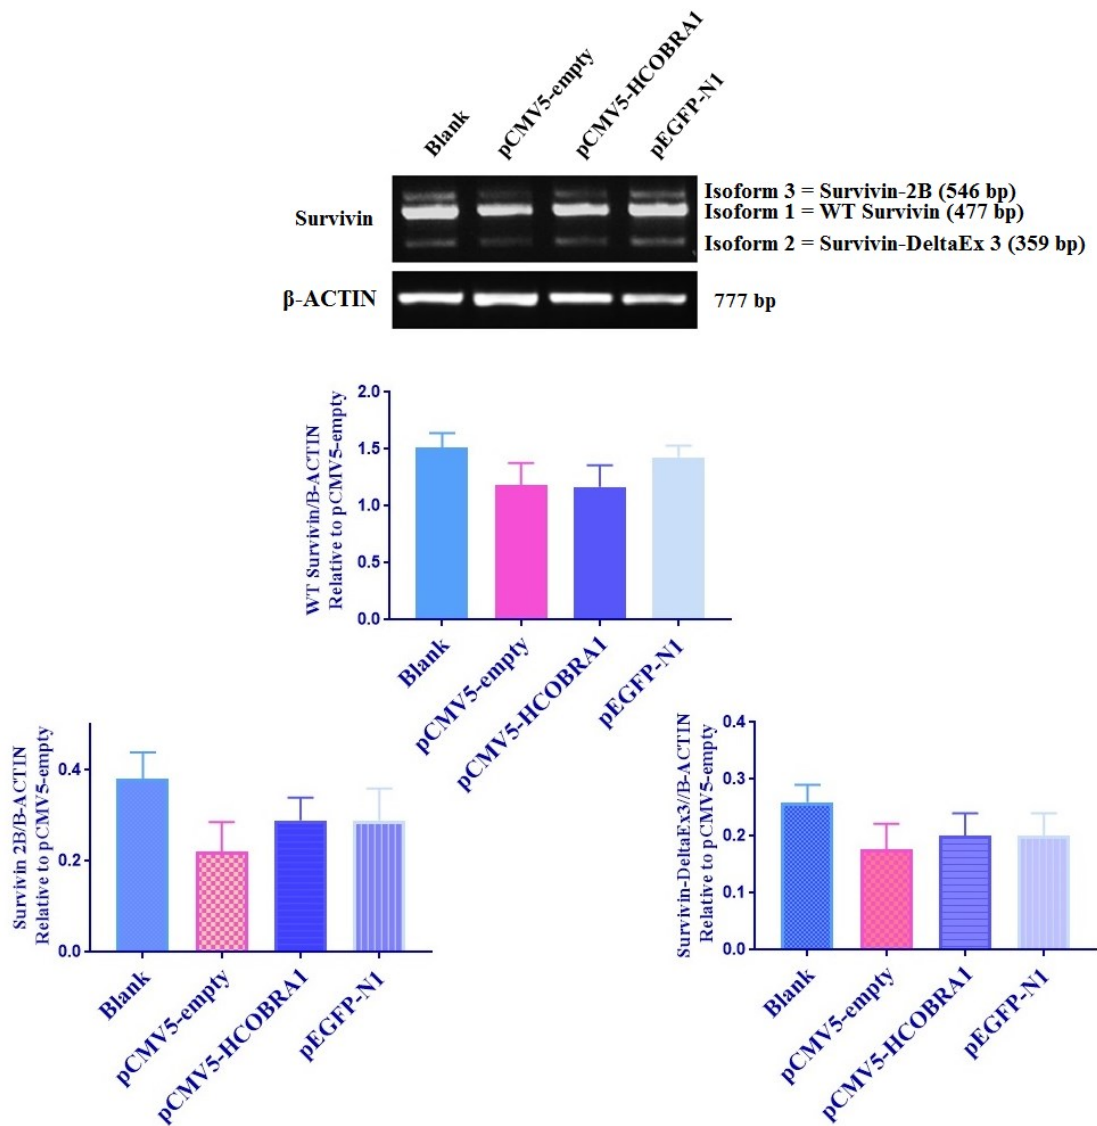 Blank
pCMV5-empty
pCMV5-HCOBRA1
pEGFP-N1
Survivin
Isoform 3 = Survivin-2B (546 bp)
Isoform 1 = WT Survivin (477 bp)
Isoform 2 = Survivin-DeltaEx 3 (359 bp)
β-ACTIN
777 bp
WT Survivin/B-ACTIN
Relative to pCMV5-empty
2.0
1.5
1.0
0.5
0.0
Blank
pCMV5-empty
pCMV5-HCOBRA1
pEGFP-N1
Survivin 2B/B-ACTIN
Relative to pCMV5-empty
0.4
0.2
0.0
Blank
pCMV5-empty
pCMV5-HCOBRA1
pEGFP-N1
Survivin-DeltaEx3//B-ACTIN
Relative to pCMV5-empty
0.4
0.3
0.2
0.1
0.0
Blank
pCMV5-empty
pCMV5-HCOBRA1
pEGFP-N1